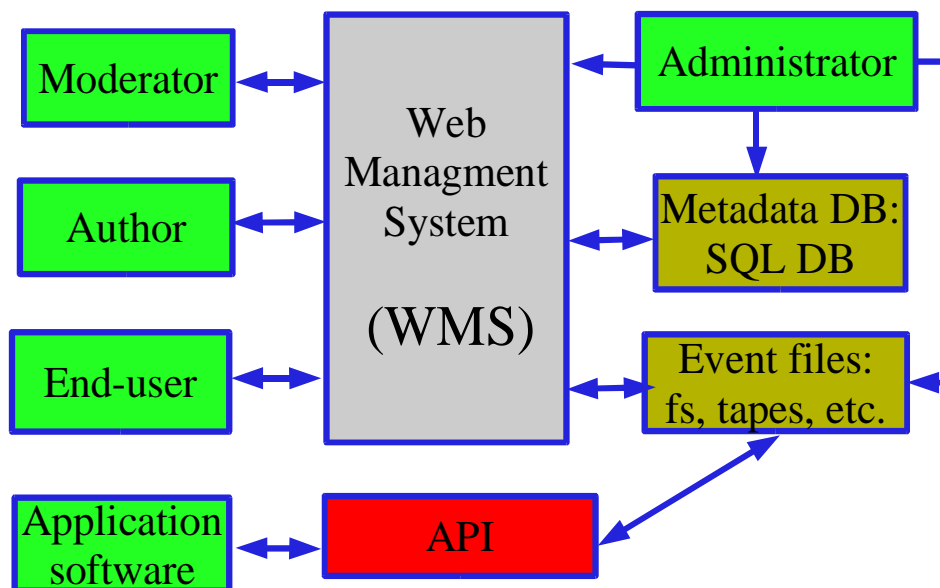 Moderator
Author
End-user
Application
software
Web
Managment
System
(WMS)
API
Administrator
Metadata DB:
SQL DB
Event files:
fs, tapes, etc.